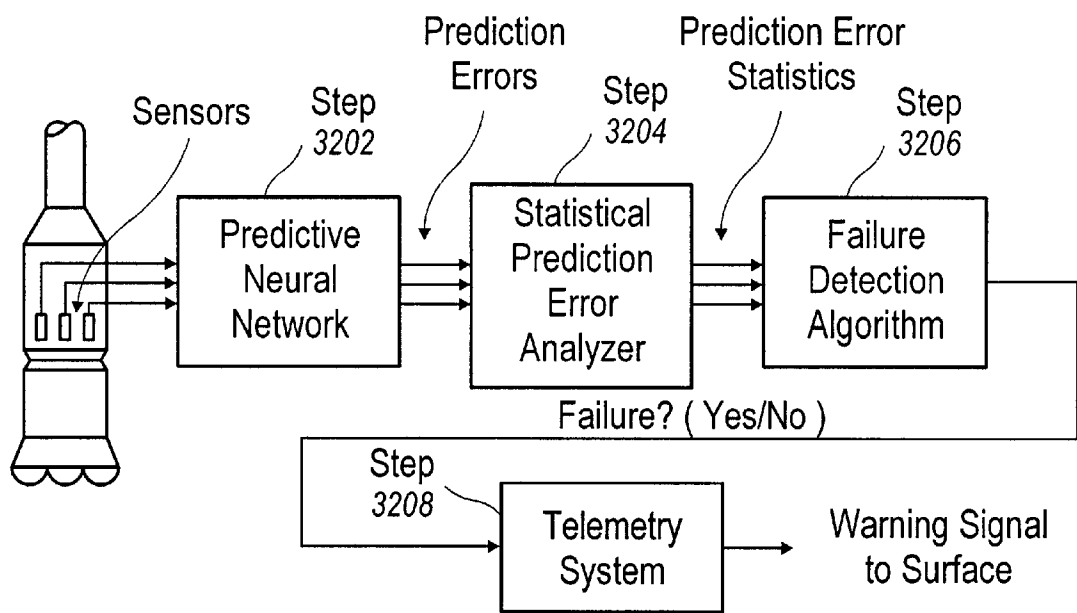 Prediction
Errors
Prediction Error
Statistics
Sensors
Step
3202
Step
3204
Step
3206
Predictive
Neural
Network
Statistical
Prediction
Error
Analyzer
Failure
Detection
Algorithm
Failure? ( Yes/No )
Step
3208
Telemetry
System
Warning Signal
to Surface